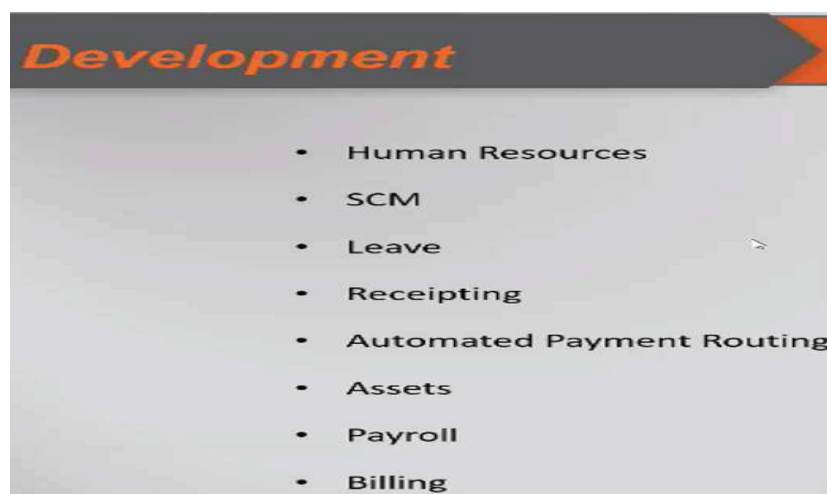 Development
• Human Resources
• SCM
• Leave
• Receipting
• Automated Payment Routing
• Assets
• Payroll
• Billing